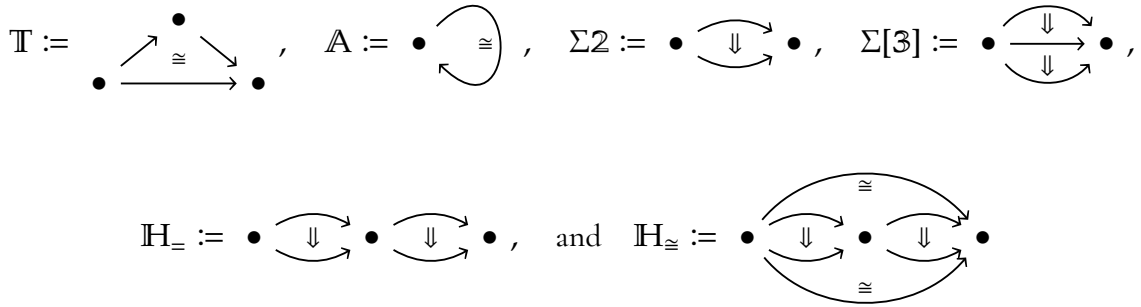 𝕋 := ≅ , 𝔸 := ≅ , Σ𝟚 := ⇓ , Σ[𝟛] := ⇓ ⇓ ,
ℍ₌ := ⇓ ⇓ , and ℍ≅ := ≅ ⇓ ⇓ ≅